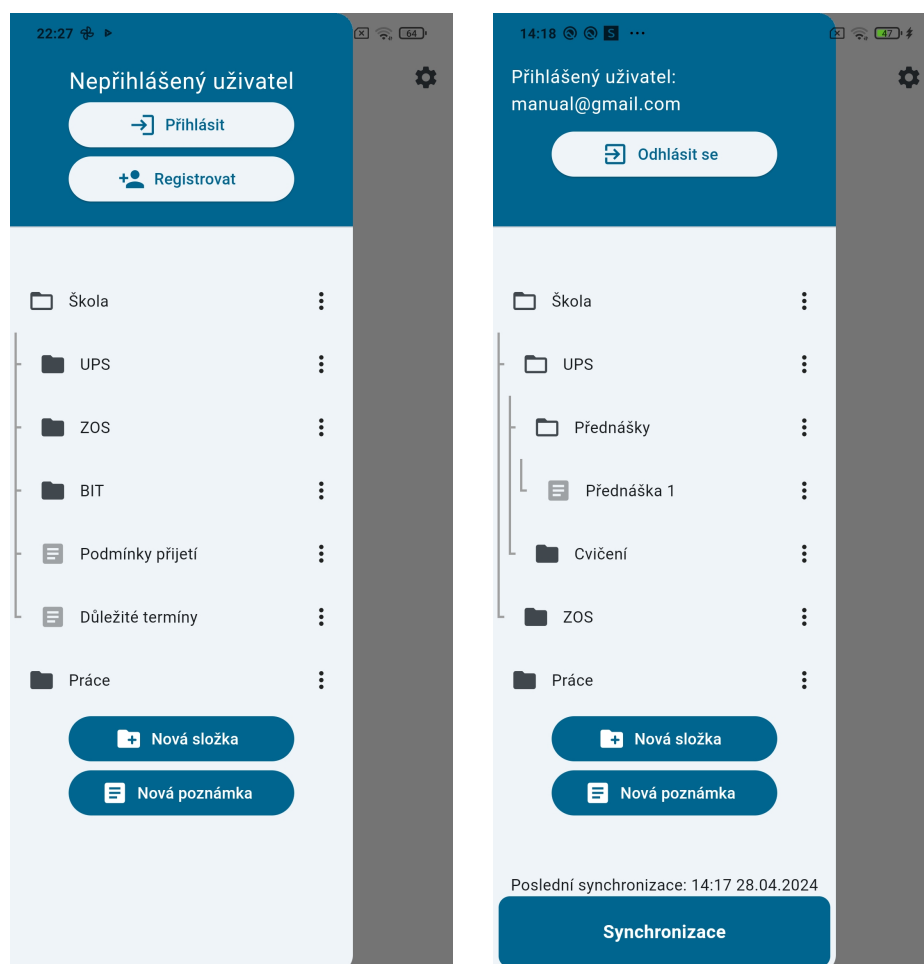 22:27
64
Nepřihlášený uživatel
Přihlásit
Registrovat
Škola
UPS
ZOS
BIT
Podmínky přijetí
Důležité termíny
Práce
Nová složka
Nová poznámka
14:18 S ...
47
Přihlášený uživatel:
manual@gmail.com
Odhlásit se
Škola
UPS
Přednášky
Přednáška 1
Cvičení
ZOS
Práce
Nová složka
Nová poznámka
Poslední synchronizace: 14:17 28.04.2024
Synchronizace